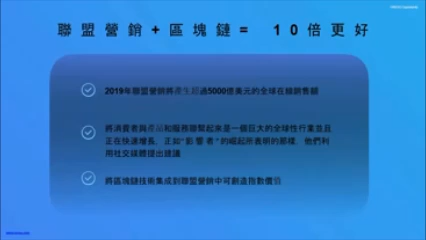 聯盟營銷+區塊鏈= 10倍更好
2019年聯盟營銷將產生超過5000億美元的全球在線銷售額
將消費者與產品和服務聯繫起來是一個巨大的全球性行業並且
正在快速增長，正如"影響者"的崛起所表明的那樣，他們利
用社交媒體提出建議
將區塊鏈技術集成到聯盟營銷中可創造指數價值